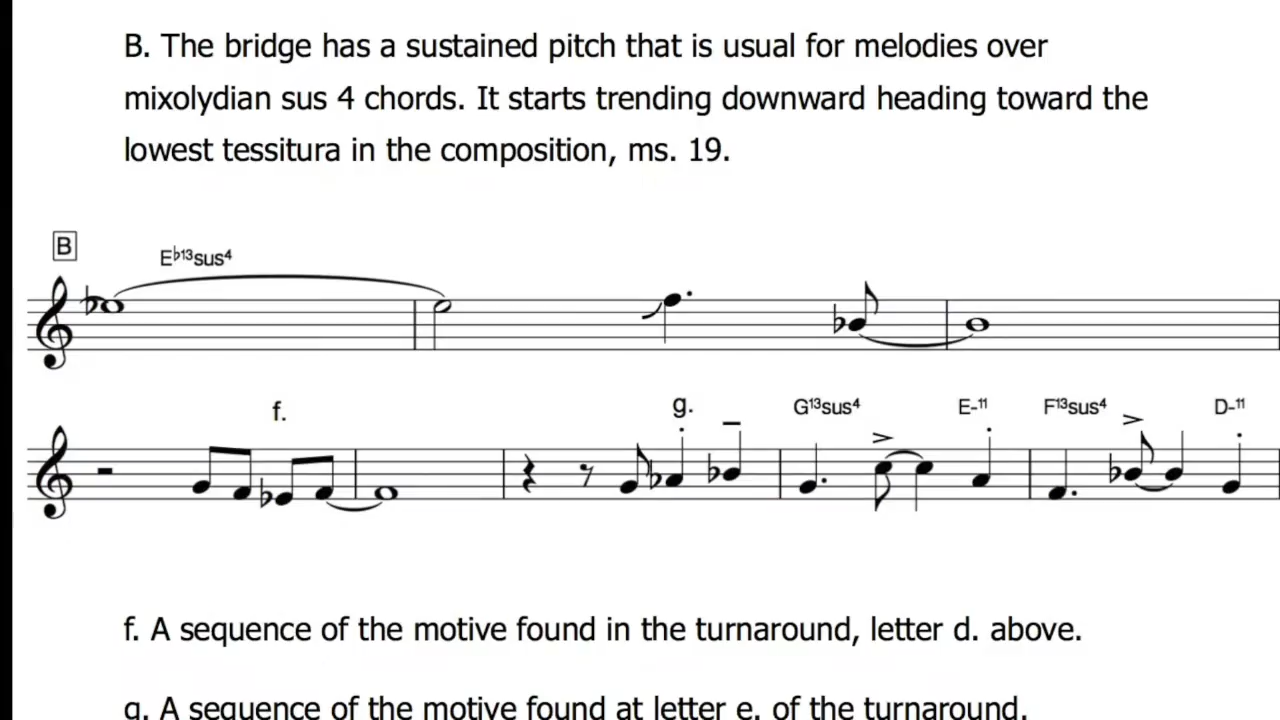 B. The bridge has a sustained pitch that is usual for melodies over
mixolydian sus 4 chords. It starts trending downward heading toward the
lowest tessitura in the composition, ms. 19.
B
E♭13sus4
f.
g.
G13sus4 E-11 F13sus4 D-11
f. A sequence of the motive found in the turnaround, letter d. above.
g. A sequence of the motive found at letter e. of the turnaround.